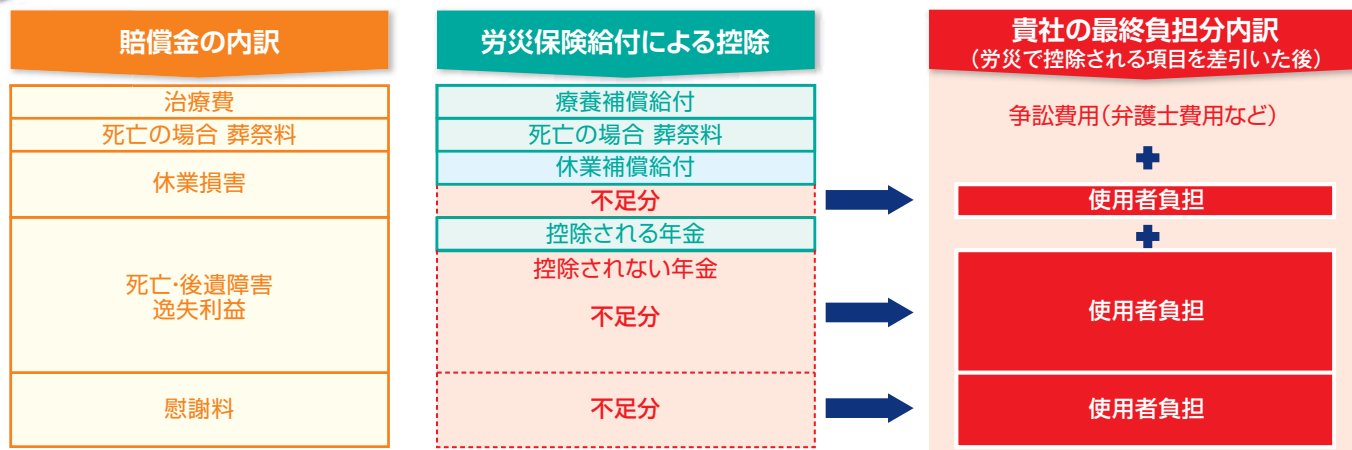 賠償金の内訳
治療費
死亡の場合 葬祭料
休業損害
死亡・後遺障害
逸失利益
慰謝料
労災保険給付による控除
療養補償給付
死亡の場合 葬祭料
休業補償給付
不足分
控除される年金
控除されない年金
不足分
不足分
貴社の最終負担分内訳
(労災で控除される項目を差引いた後)
争訟費用(弁護士費用など)
使用者負担
使用者負担
使用者負担